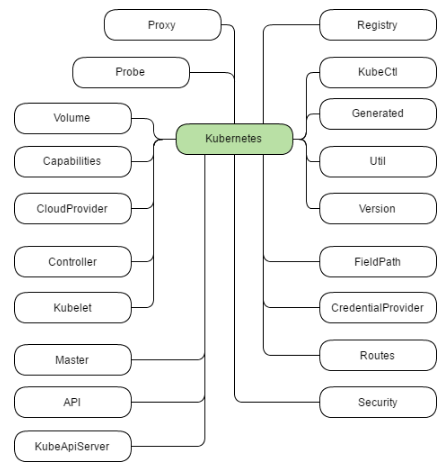 Proxy
Registry
Probe
KubeCtl
Volume
Generated
Kubernetes
Capabilities
Util
CloudProvider
Version
Controller
FieldPath
Kubelet
CredentialProvider
Master
Routes
API
Security
KubeApiServer